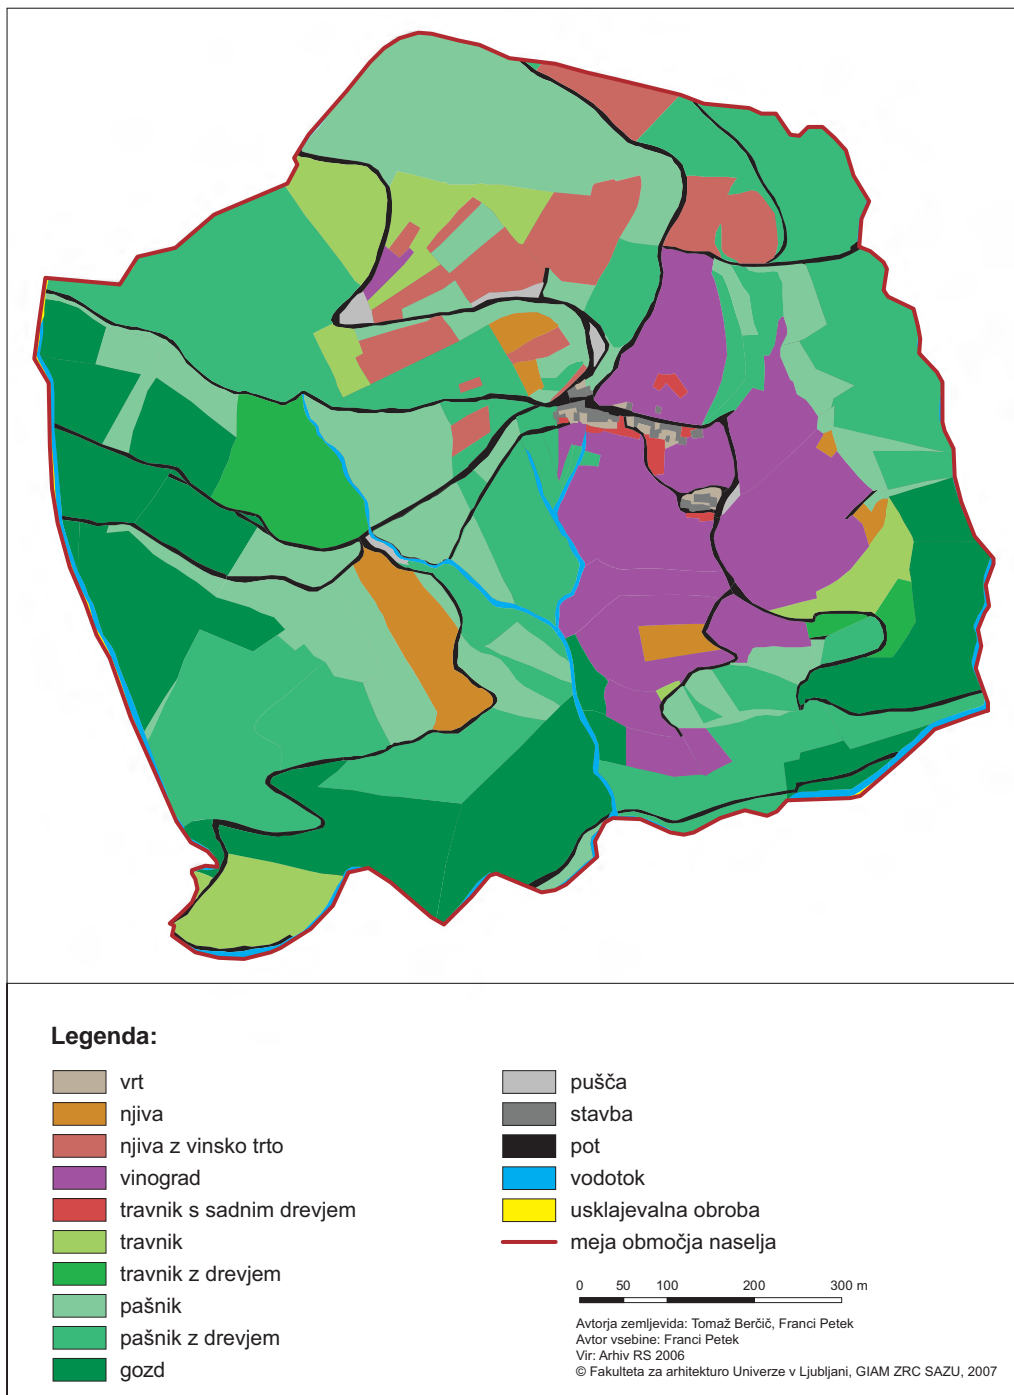 Legenda:
vrt
njiva
njiva z vinsko trto
vinograd
travnik s sadnim drevjem
travnik
travnik z drevjem
pašnik
pašnik z drevjem
gozd
pušča
stavba
pot
vodotok
usklajevalna obroba
meja območja naselja
0 50 100 200 300 m
Avtorja zemljevida: Tomaž Berčič, Franci Petek
Avtor vsebine: Franci Petek
Vir: Arhiv RS 2006
© Fakulteta za arhitekturo Univerze v Ljubljani, GIAM ZRC SAZU, 2007